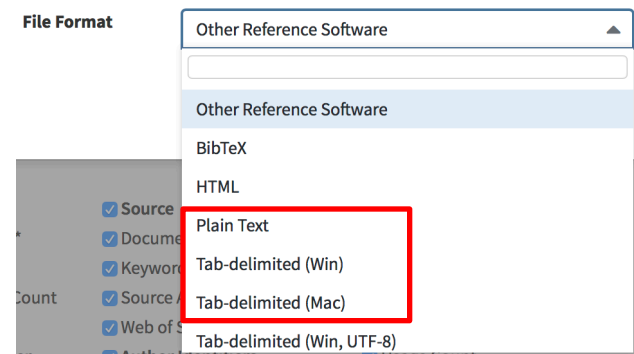 File Format
Other Reference Software
Other Reference Software
BibTeX
HTML
Plain Text
Tab-delimited (Win)
Tab-delimited (Mac)
Tab-delimited (Win, UTF-8)
Source
*
Docume
Keyword
Count
Source A
Web of S